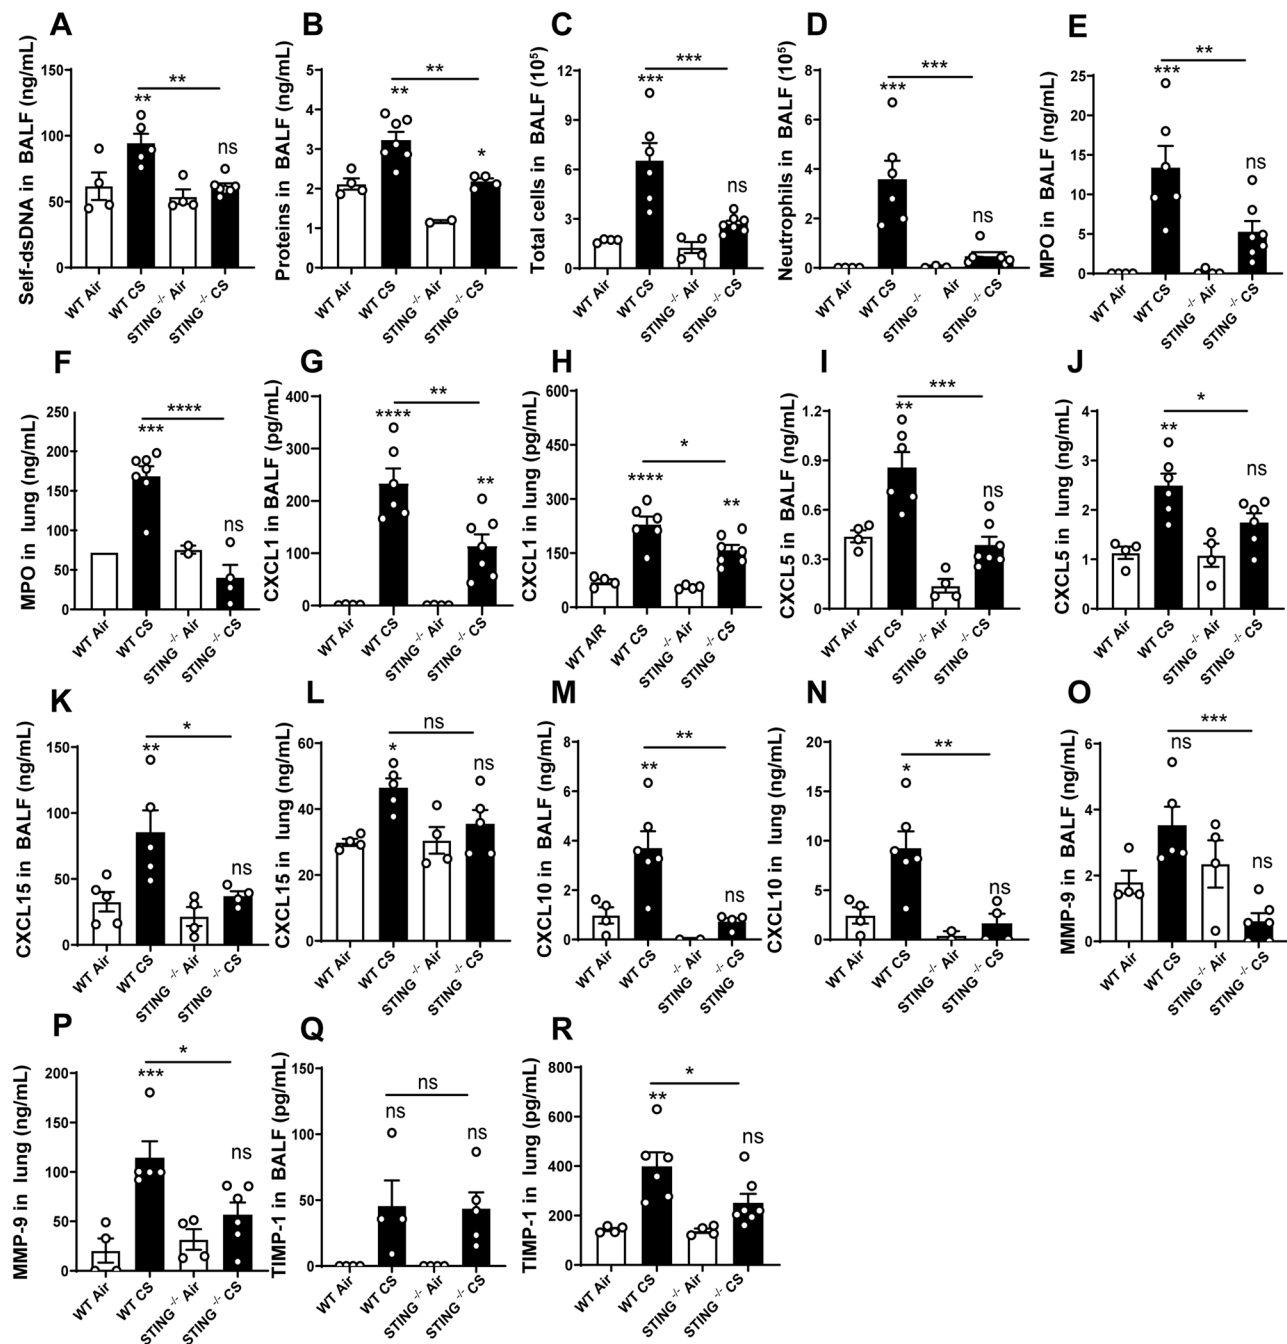 A
Self-dsDNA in BALF (ng/mL)
150
100
50
0
**
**
ns
WT Air
WT CS
STING -/- Air
STING -/- CS
B
Proteins in BALF (ng/mL)
5
4
3
2
1
0
**
**
*
WT Air
WT CS
STING -/- Air
STING -/- CS
C
Total cells in BALF (10⁵)
12
9
6
3
0
***
***
ns
WT Air
WT CS
STING -/- Air
STING -/- CS
D
Neutrophils in BALF (10⁵)
8
6
4
2
0
***
***
ns
WT Air
WT CS
STING -/- Air
STING -/- CS
E
MPO in BALF (ng/mL)
25
20
15
10
5
0
**
***
ns
WT Air
WT CS
STING -/- Air
STING -/- CS
F
MPO in lung (ng/mL)
250
200
150
100
50
0
****
***
ns
WT Air
WT CS
STING -/- Air
STING -/- CS
G
CXCL1 in BALF (pg/mL)
400
300
200
100
0
**
****
**
WT Air
WT CS
STING -/- Air
STING -/- CS
H
CXCL1 in lung (pg/mL)
600
450
300
150
0
*
****
**
WT AIR
WT CS
STING -/- Air
STING -/- CS
I
CXCL5 in BALF (ng/mL)
1.2
0.9
0.6
0.3
0
***
**
ns
WT Air
WT CS
STING -/- Air
STING -/- CS
J
CXCL5 in lung (ng/mL)
4
3
2
1
0
*
**
ns
WT Air
WT CS
STING -/- Air
STING -/- CS
K
CXCL15 in BALF (ng/mL)
150
100
50
0
*
**
ns
WT Air
WT CS
STING -/- Air
STING -/- CS
L
CXCL15 in lung (ng/mL)
60
40
20
0
ns
*
ns
WT Air
WT CS
STING -/- Air
STING -/- CS
M
CXCL10 in BALF (ng/mL)
8
6
4
2
0
**
**
ns
WT Air
WT CS
STING -/- Air
STING -/- CS
N
CXCL10 in lung (ng/mL)
20
15
10
5
0
**
*
ns
WT Air
WT CS
STING -/- Air
STING -/- CS
O
MMP-9 in BALF (ng/mL)
6
4
2
0
***
ns
ns
WT Air
WT CS
STING -/- Air
STING -/- CS
P
MMP-9 in lung (ng/mL)
200
150
100
50
0
*
***
ns
WT Air
WT CS
STING -/- Air
STING -/- CS
Q
TIMP-1 in BALF (pg/mL)
150
100
50
0
ns
ns
ns
WT Air
WT CS
STING -/- Air
STING -/- CS
R
TIMP-1 in lung (pg/mL)
800
600
400
200
0
*
**
ns
WT Air
WT CS
STING -/- Air
STING -/- CS